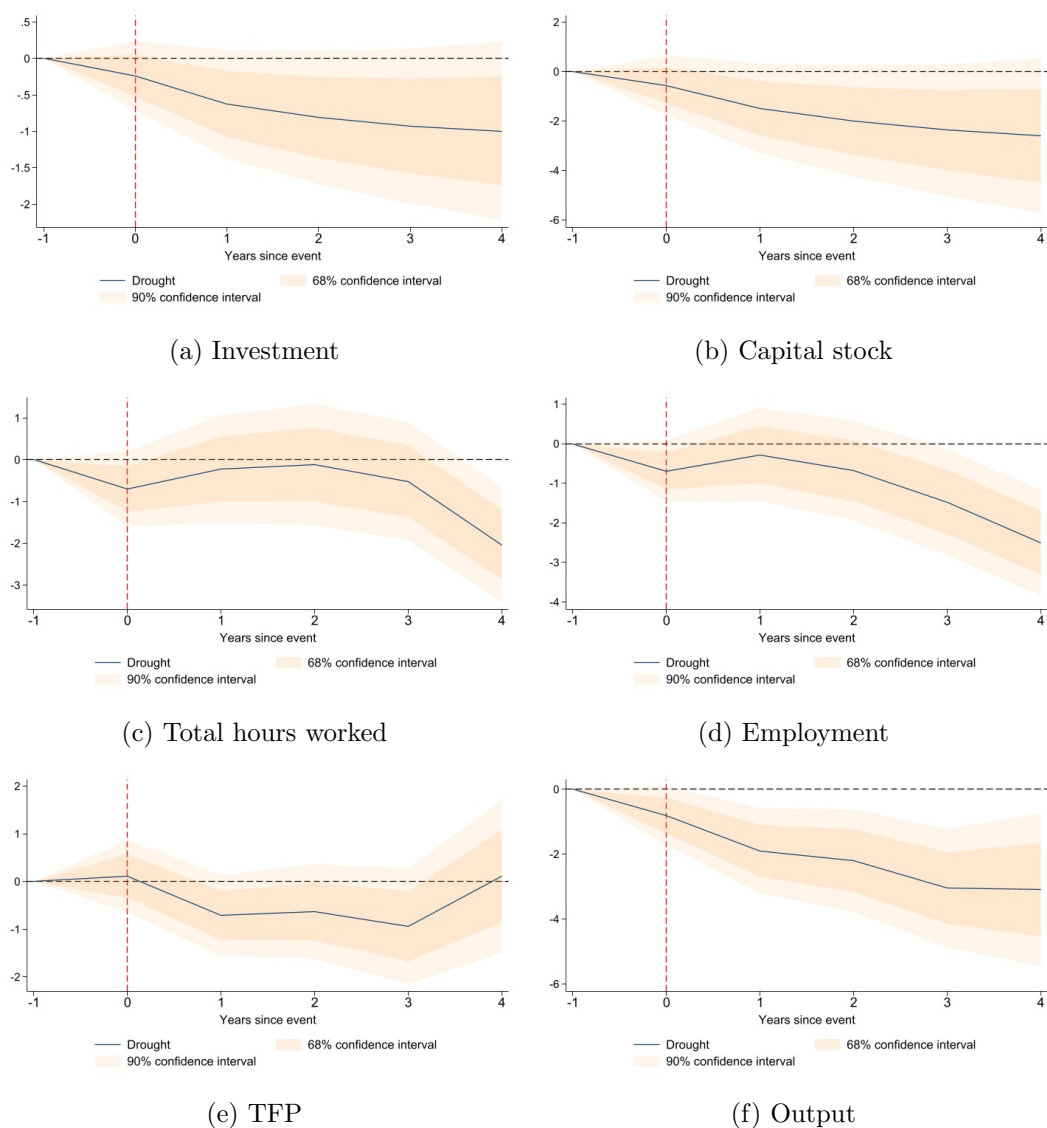 .5
0
-.5
-1
-1.5
-2
-1 0 1 2 3 4
Years since event
Drought 68% confidence interval
90% confidence interval
(a) Investment
2
0
-2
-4
-6
-1 0 1 2 3 4
Years since event
Drought 68% confidence interval
90% confidence interval
(b) Capital stock
1
0
-1
-2
-3
-1 0 1 2 3 4
Years since event
Drought 68% confidence interval
90% confidence interval
(c) Total hours worked
1
0
-1
-2
-3
-4
-1 0 1 2 3 4
Years since event
Drought 68% confidence interval
90% confidence interval
(d) Employment
2
1
0
-1
-2
-1 0 1 2 3 4
Years since event
Drought 68% confidence interval
90% confidence interval
(e) TFP
0
-2
-4
-6
-1 0 1 2 3 4
Years since event
Drought 68% confidence interval
90% confidence interval
(f) Output